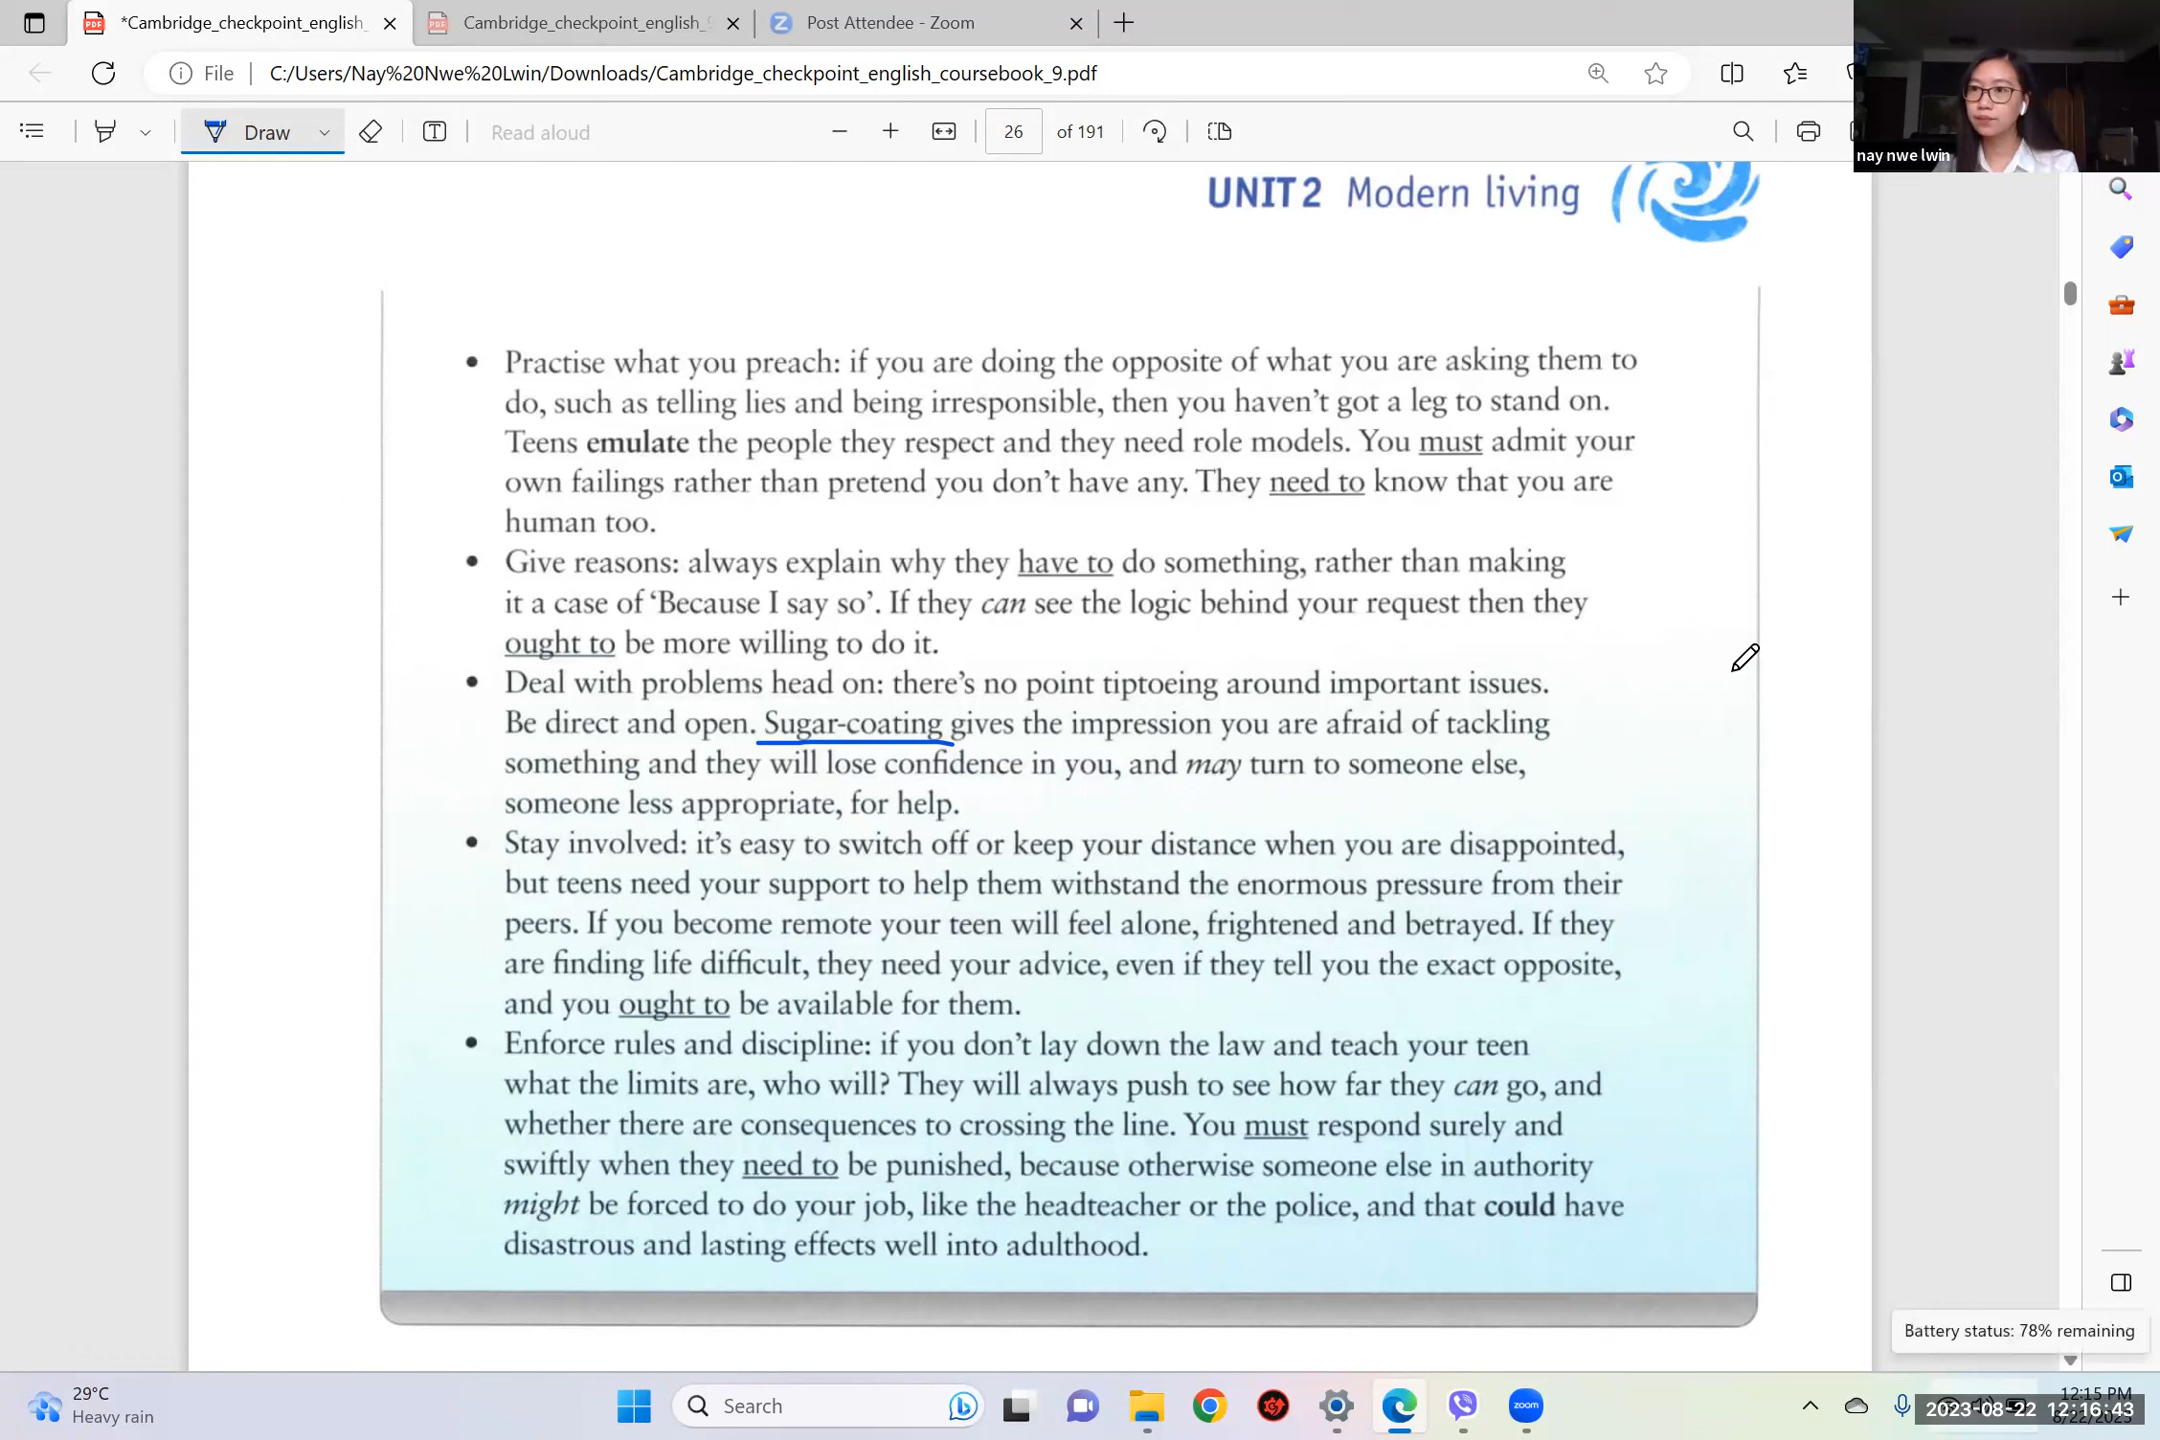 *Cambridge_checkpoint_english_
Cambridge_checkpoint_english_
Post Attendee - Zoom
File
C:/Users/Nay%20Nwe%20Lwin/Downloads/Cambridge_checkpoint_english_coursebook_9.pdf
Draw
Read aloud
26
of 191
nay nwe lwin
UNIT 2 Modern living
• Practise what you preach: if you are doing the opposite of what you are asking them to
do, such as telling lies and being irresponsible, then you haven’t got a leg to stand on.
Teens emulate the people they respect and they need role models. You must admit your
own failings rather than pretend you don’t have any. They need to know that you are
human too.
• Give reasons: always explain why they have to do something, rather than making
it a case of ‘Because I say so’. If they can see the logic behind your request then they
ought to be more willing to do it.
• Deal with problems head on: there’s no point tiptoeing around important issues.
Be direct and open. Sugar-coating gives the impression you are afraid of tackling
something and they will lose confidence in you, and may turn to someone else,
someone less appropriate, for help.
• Stay involved: it’s easy to switch off or keep your distance when you are disappointed,
but teens need your support to help them withstand the enormous pressure from their
peers. If you become remote your teen will feel alone, frightened and betrayed. If they
are finding life difficult, they need your advice, even if they tell you the exact opposite,
and you ought to be available for them.
• Enforce rules and discipline: if you don’t lay down the law and teach your teen
what the limits are, who will? They will always push to see how far they can go, and
whether there are consequences to crossing the line. You must respond surely and
swiftly when they need to be punished, because otherwise someone else in authority
might be forced to do your job, like the headteacher or the police, and that could have
disastrous and lasting effects well into adulthood.
Battery status: 78% remaining
29°C
Heavy rain
Search
zoom
12:15 PM
2023-08-22 12:16:43